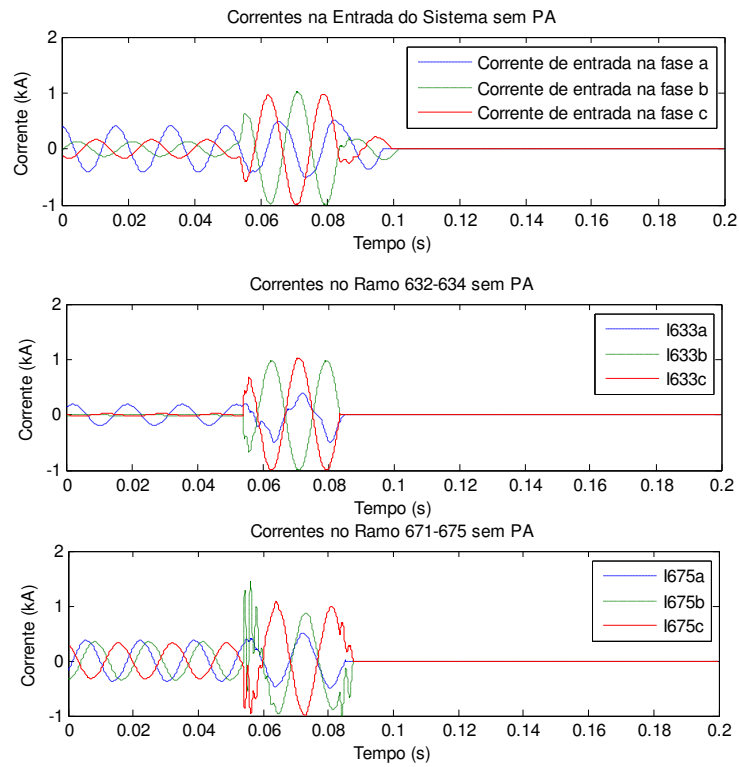 Correntes na Entrada do Sistema sem PA
2
1
0
-1
Corrente (kA)
Corrente de entrada na fase a
Corrente de entrada na fase b
Corrente de entrada na fase c
0 0.02 0.04 0.06 0.08 0.1 0.12 0.14 0.16 0.18 0.2
Tempo (s)
Correntes no Ramo 632-634 sem PA
2
1
0
-1
Corrente (kA)
I633a
I633b
I633c
0 0.02 0.04 0.06 0.08 0.1 0.12 0.14 0.16 0.18 0.2
Tempo (s)
Correntes no Ramo 671-675 sem PA
2
1
0
-1
Corrente (kA)
I675a
I675b
I675c
0 0.02 0.04 0.06 0.08 0.1 0.12 0.14 0.16 0.18 0.2
Tempo (s)